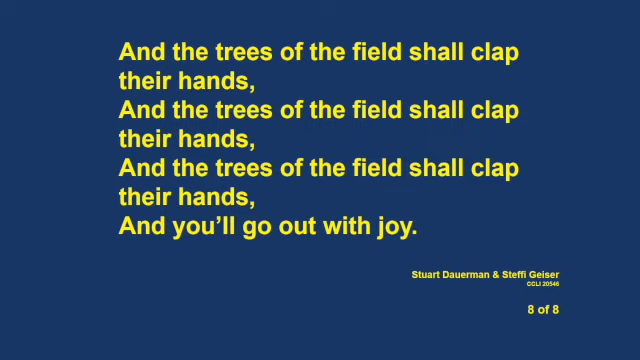 And the trees of the field shall clap
their hands,
And the trees of the field shall clap
their hands,
And the trees of the field shall clap
their hands,
And you’ll go out with joy.
Stuart Dauerman & Steffi Geiser
CCLI 20546
8 of 8